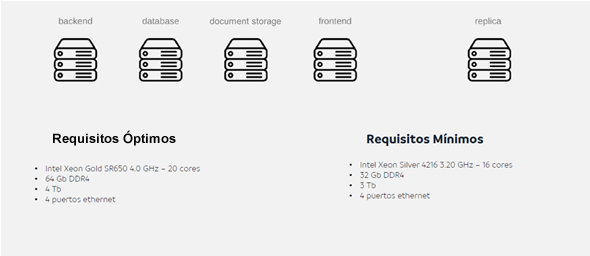 backend database document storage frontend replica
Requisitos Óptimos
• Intel Xeon Gold SR650 4.0 GHz – 20 cores
• 64 Gb DDR4
• 4 Tb
• 4 puertos ethernet
Requisitos Mínimos
• Intel Xeon Silver 4216 3.20 GHz – 16 cores
• 32 Gb DDR4
• 3 Tb
• 4 puertos ethernet